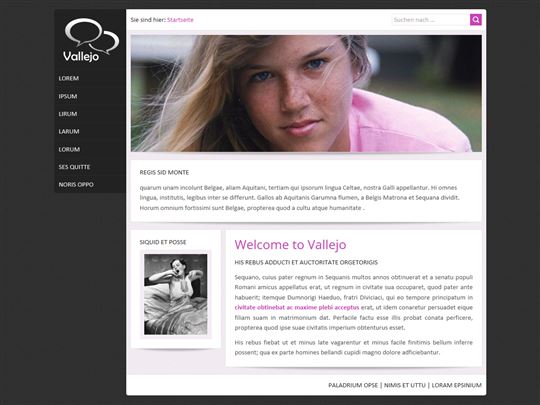 Vallejo
LOREM
IPSUM
LIRUM
LARUM
LORUM
SES QUITTE
NORIS OPPO
Sie sind hier: Startseite
Suchen nach ...
REGIS SID MONTE
quarum unam incolunt Belgae, aliam Aquitani, tertiam qui ipsorum lingua Celtae, nostra Galli appellantur. Hi omnes
lingua, institutis, legibus inter se differunt. Gallos ab Aquitanis Garumna flumen, a Belgis Matrona et Sequana dividit.
Horum omnium fortissimi sunt Belgae, propterea quod a cultu atque humanitate .
SIQUID ET POSSE
Welcome to Vallejo
HIS REBUS ADDUCTI ET AUCTORITATE ORGETORIGIS
Sequano, cuius pater regnum in Sequanis multos annos obtinuerat et a senatu populi
Romani amicus appellatus erat, ut regnum in civitate sua occuparet, quod pater ante
habuerit; itemque Dumnorigi Haeduo, fratri Diviciaci, qui eo tempore principatum in
civitate obtinebat ac maxime plebi acceptus erat, ut idem conaretur persuadet eique
filiam suam in matrimonium dat. Perfacile factu esse illis probat conata perficere,
propterea quod ipse suae civitatis imperium obtenturus esset.
His rebus fiebat ut et minus late vagarentur et minus facile finitimis bellum inferre
possent; qua ex parte homines bellandi cupidi magno dolore adficiebantur.
PALADRIUM OPSE | NIMIS ET UTTU | LORAM EPSINIUM